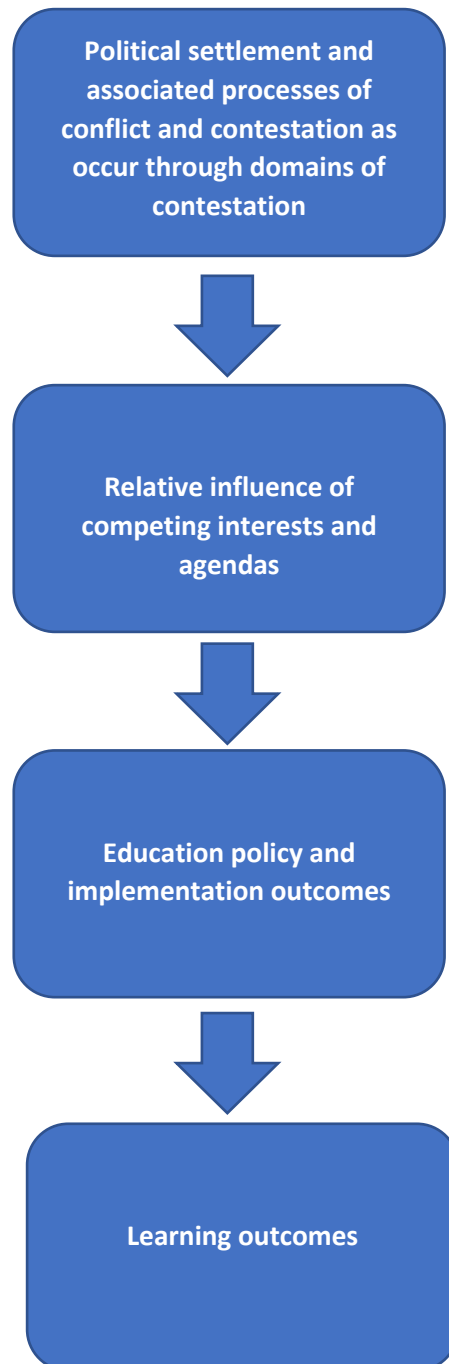 Political settlement and
associated processes of
conflict and contestation as
occur through domains of
contestation
Relative influence of
competing interests and
agendas
Education policy and
implementation outcomes
Learning outcomes